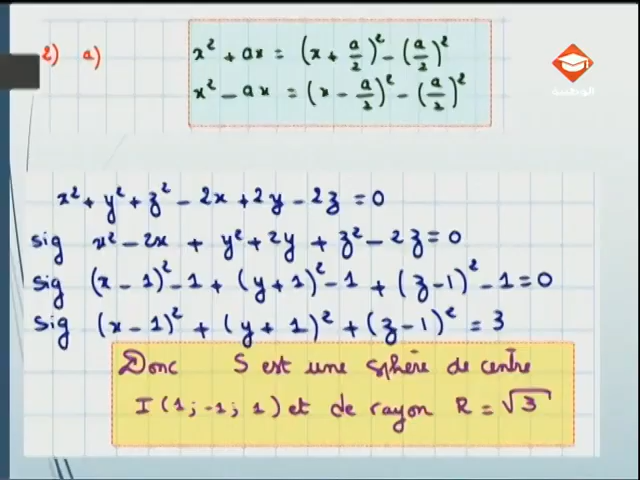 2) a)
x² + ax = (x + a/2)² - (a/2)²
x² - ax = (x - a/2)² - (a/2)²
الوطنية
x² + y² + z² - 2x + 2y - 2z = 0
sig x² - 2x + y² + 2y + z² - 2z = 0
sig (x - 1)² - 1 + (y + 1)² - 1 + (z - 1)² - 1 = 0
sig (x - 1)² + (y + 1)² + (z - 1)² = 3
Donc S est une sphère de centre
I(1 ; -1 ; 1) et de rayon R = √3